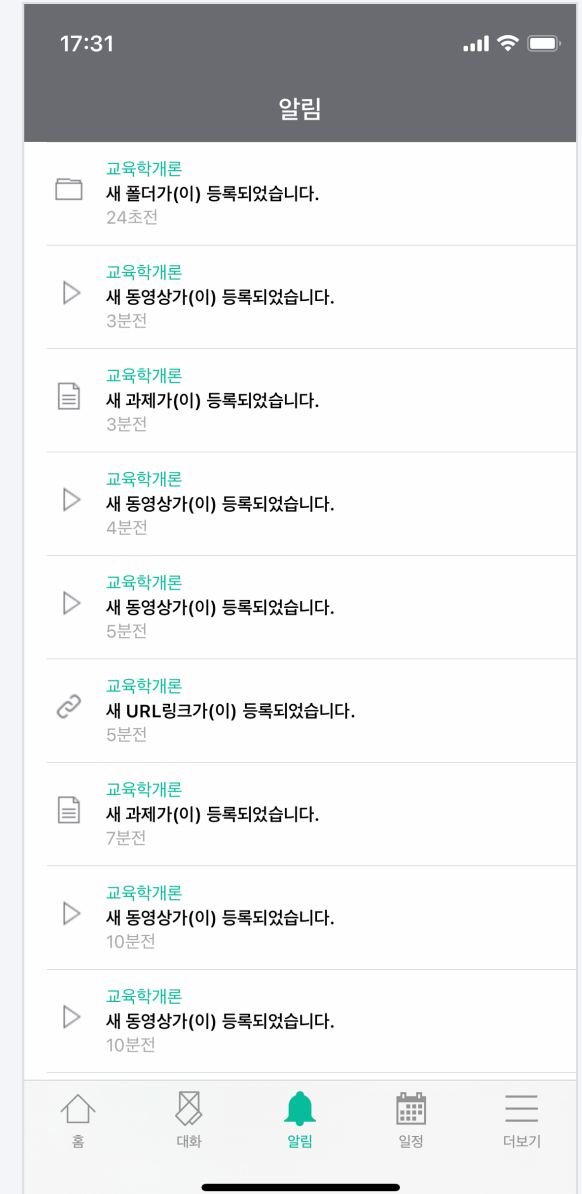 17:31
알림
교육학개론
새 폴더가(이) 등록되었습니다.
24초전
교육학개론
새 동영상가(이) 등록되었습니다.
3분전
교육학개론
새 과제가(이) 등록되었습니다.
3분전
교육학개론
새 동영상가(이) 등록되었습니다.
4분전
교육학개론
새 동영상가(이) 등록되었습니다.
5분전
교육학개론
새 URL링크가(이) 등록되었습니다.
5분전
교육학개론
새 과제가(이) 등록되었습니다.
7분전
교육학개론
새 동영상가(이) 등록되었습니다.
10분전
교육학개론
새 동영상가(이) 등록되었습니다.
10분전
홈 대화 알림 일정 더보기